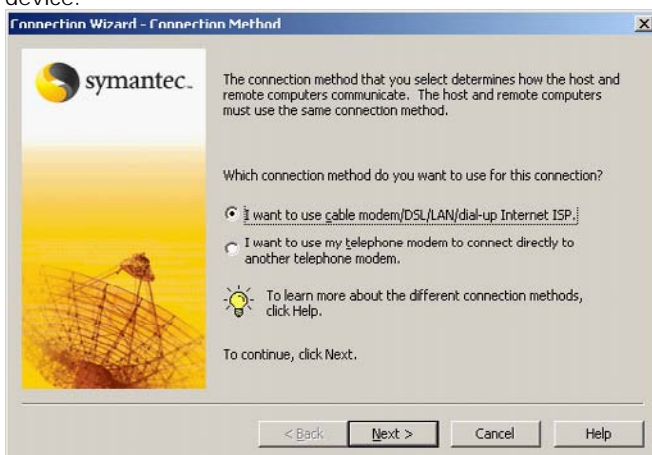 device.
Connection Wizard - Connection Method
symantec.
The connection method that you select determines how the host and
remote computers communicate. The host and remote computers
must use the same connection method.
Which connection method do you want to use for this connection?
I want to use cable modem/DSL/LAN/dial-up Internet ISP.
I want to use my telephone modem to connect directly to
another telephone modem.
To learn more about the different connection methods,
click Help.
To continue, click Next.
< Back
Next >
Cancel
Help